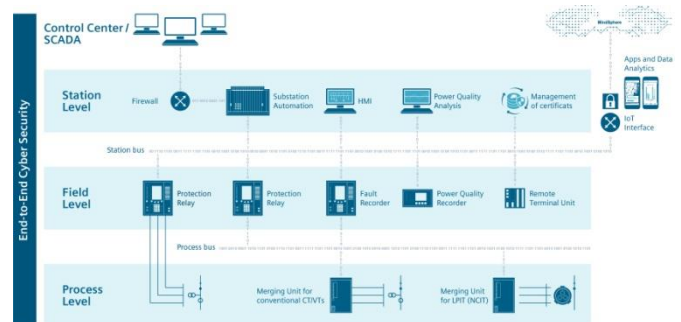 Control Center /
SCADA
MindSphere
Apps and Data
Analytics
Station
Level
Firewall
Substation
Automation
HMI
Power Quality
Analysis
Management
of certificats
IoT
Interface
Station bus
End-to-End Cyber Security
Field
Level
Protection
Relay
Protection
Relay
Fault
Recorder
Power Quality
Recorder
Remote
Terminal Unit
Process bus
Process
Level
Merging Unit for
conventional CT/VTs
Merging Unit
for LPIT (NCIT)